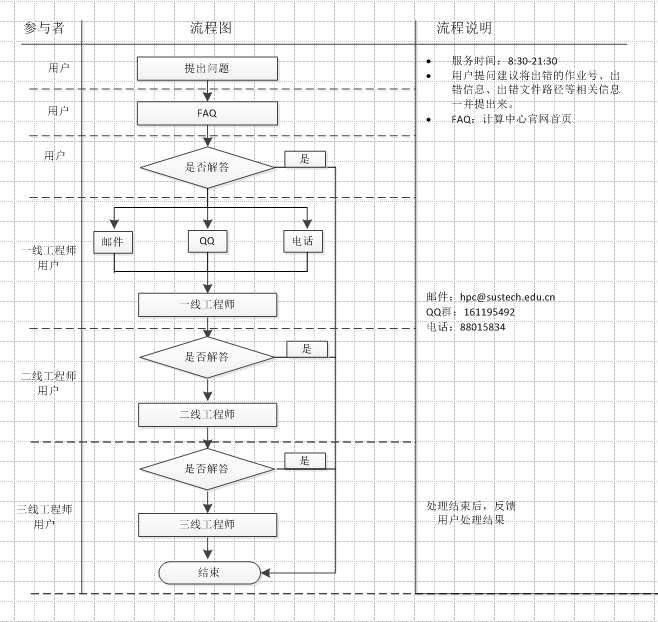 参与者 流程图 流程说明
用户 提出问题
• 服务时间：8:30-21:30
• 用户提问建议将出错的作业号、出
错信息、出错文件路径等相关信息
一并提出来。
• FAQ：计算中心官网首页
用户 FAQ
用户 是否解答 是
一线工程师
用户
邮件 QQ 电话
一线工程师
邮件：hpc@sustech.edu.cn
QQ群：161195492
电话：88015834
二线工程师
用户
是否解答 是
二线工程师
三线工程师
用户
是否解答 是
三线工程师
处理结束后，反馈
用户处理结果
结束